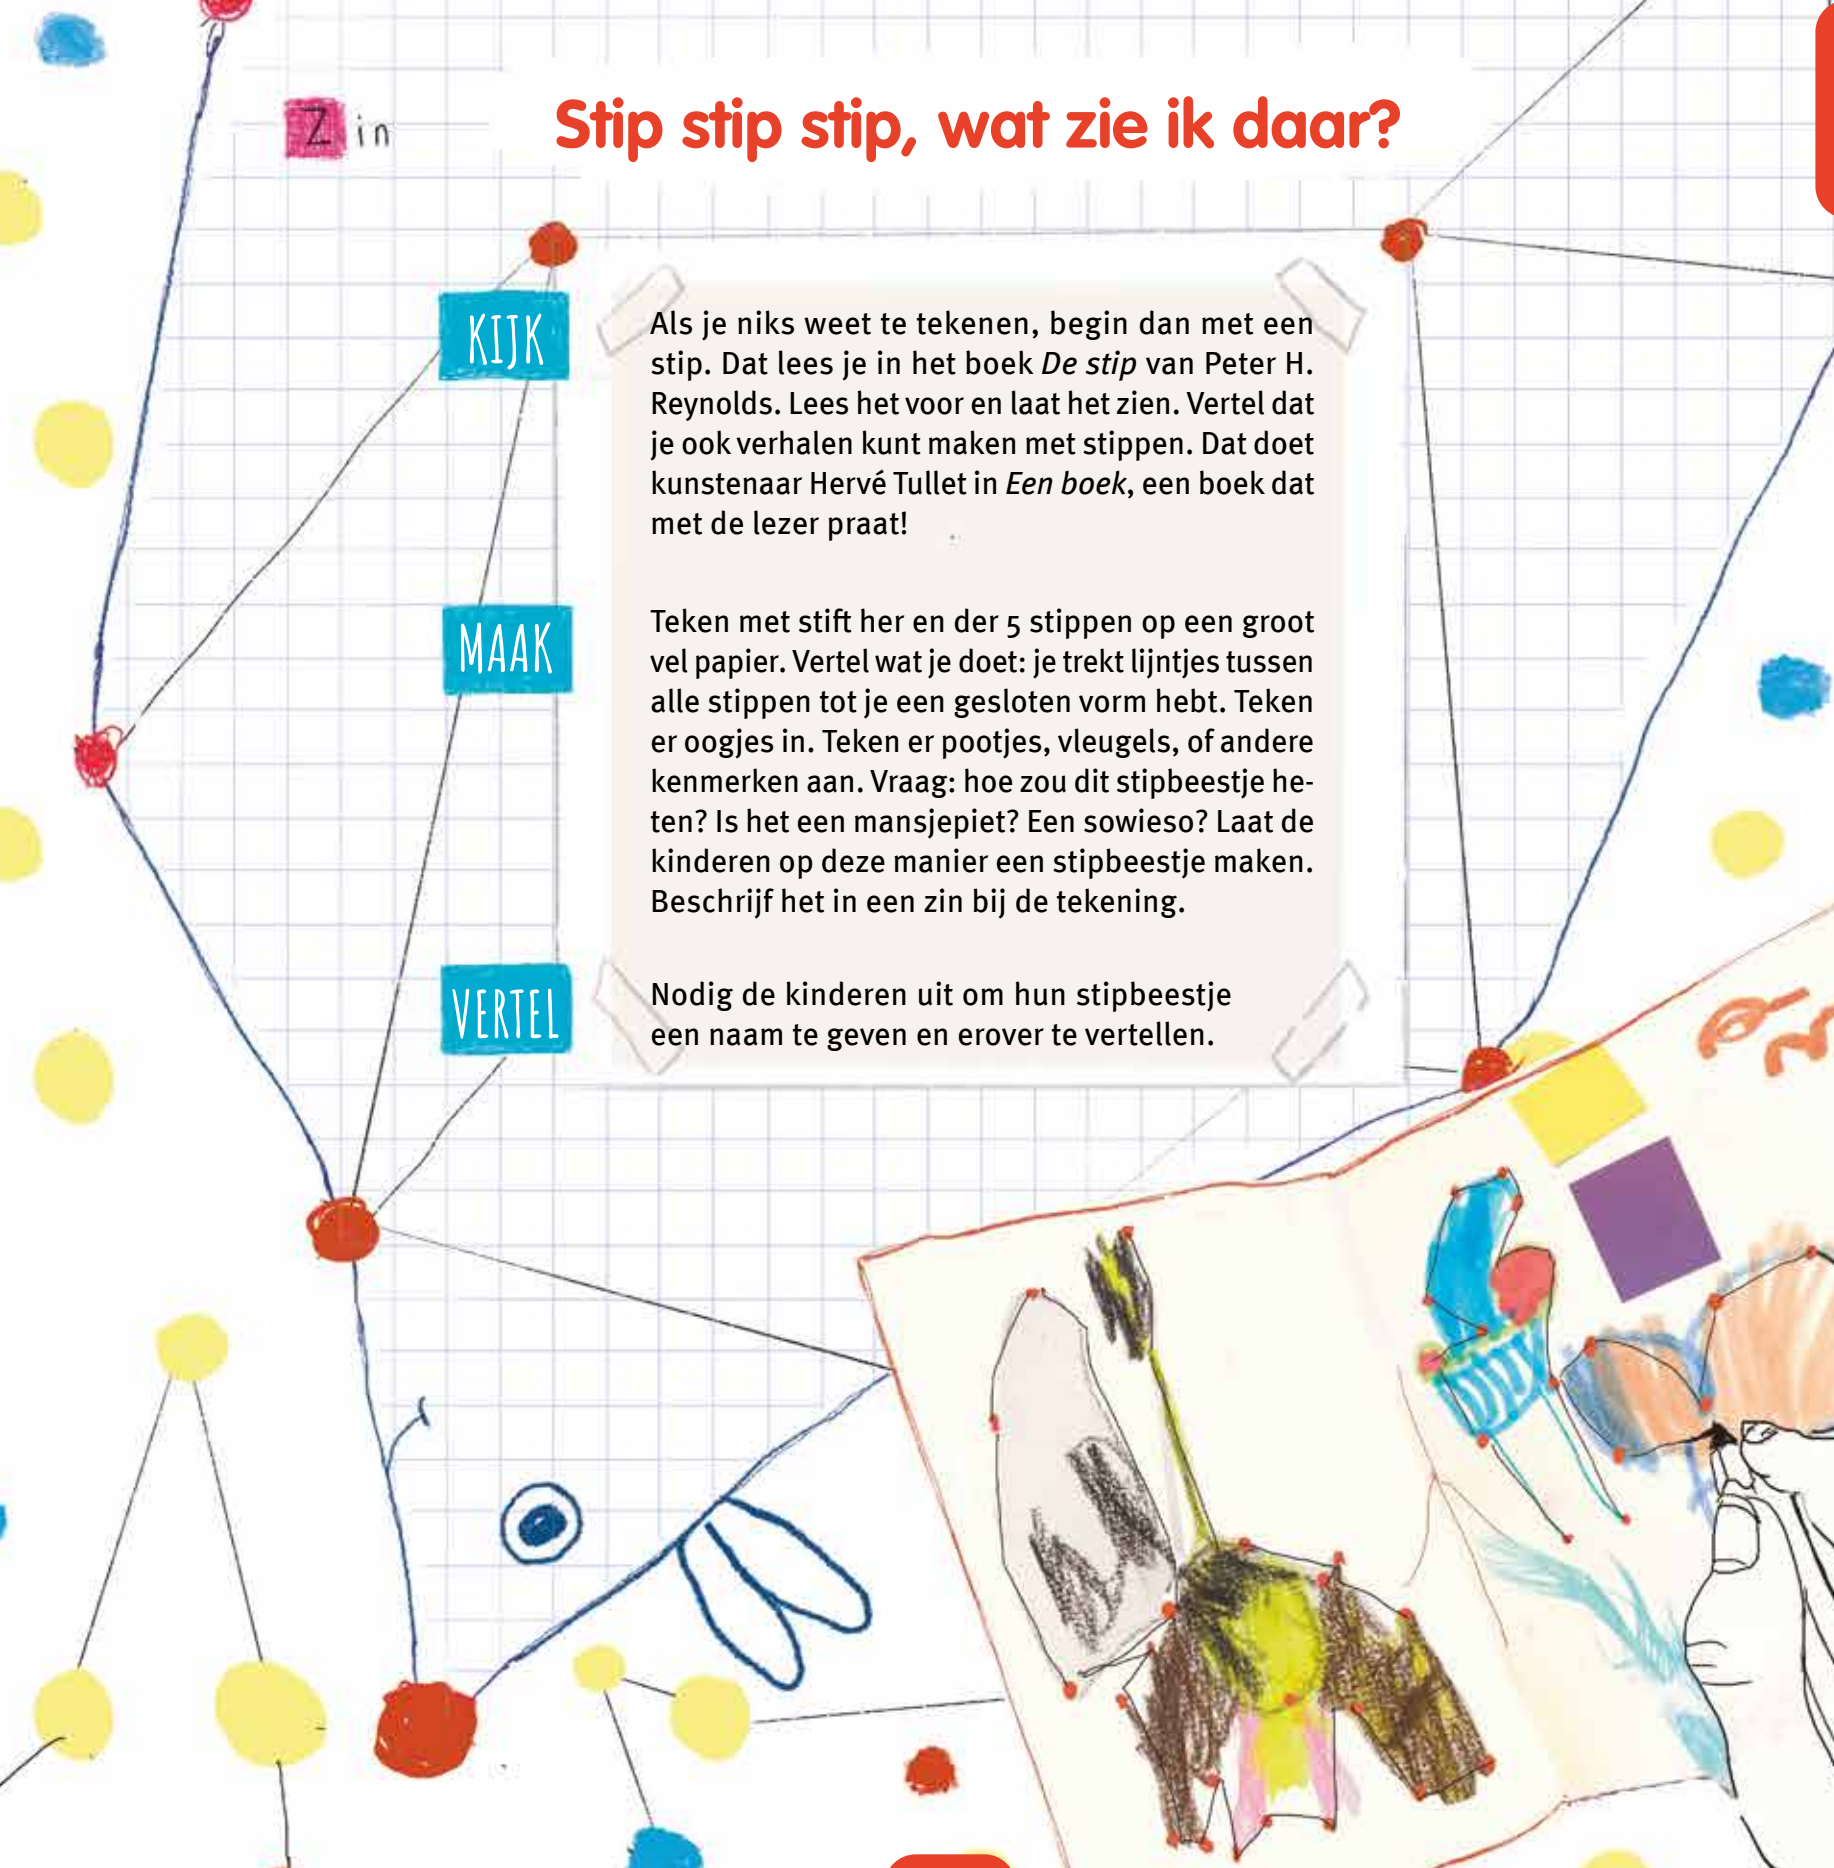 Z in
Stip stip stip, wat zie ik daar?
KIJK
Als je niks weet te tekenen, begin dan met een
stip. Dat lees je in het boek De stip van Peter H.
Reynolds. Lees het voor en laat het zien. Vertel dat
je ook verhalen kunt maken met stippen. Dat doet
kunstenaar Hervé Tullet in Een boek, een boek dat
met de lezer praat!
MAAK
Teken met stift her en der 5 stippen op een groot
vel papier. Vertel wat je doet: je trekt lijntjes tussen
alle stippen tot je een gesloten vorm hebt. Teken
er oogjes in. Teken er pootjes, vleugels, of andere
kenmerken aan. Vraag: hoe zou dit stipbeestje he-
ten? Is het een mansjepiet? Een sowieso? Laat de
kinderen op deze manier een stipbeestje maken.
Beschrijf het in een zin bij de tekening.
VERTEL
Nodig de kinderen uit om hun stipbeestje
een naam te geven en erover te vertellen.